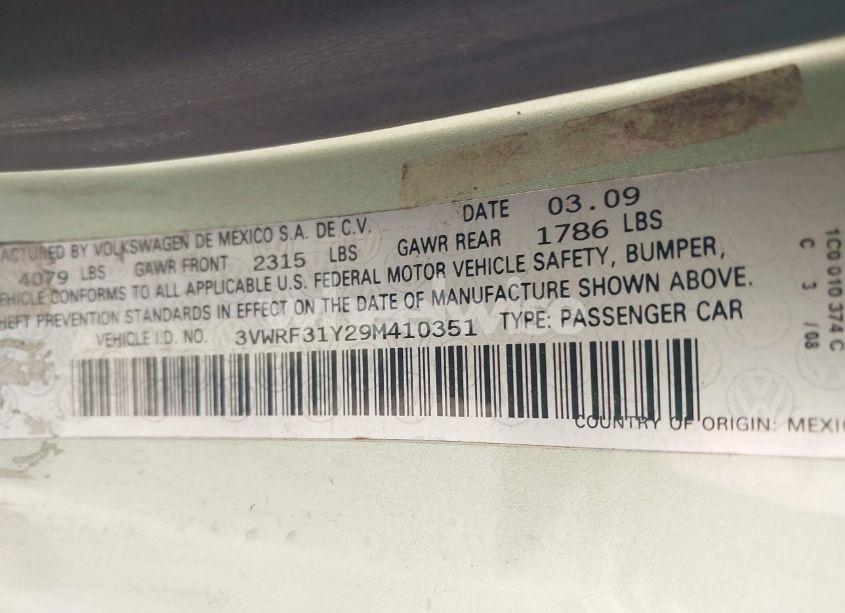 DATE 03.09
ACTURED BY VOLKSWAGEN DE MEXICO S.A. DE C.V.
4079 LBS GAWR FRONT 2315 LBS GAWR REAR 1786 LBS
EHICLE CONFORMS TO ALL APPLICABLE U.S. FEDERAL MOTOR VEHICLE SAFETY, BUMPER,
HEFT PREVENTION STANDARDS IN EFFECT ON THE DATE OF MANUFACTURE SHOWN ABOVE.
VEHICLE I.D. NO. 3VWRF31Y29M410351 TYPE: PASSENGER CAR
COUNTRY OF ORIGIN: MEXIC
1C0 010 374 C
C 3 /08